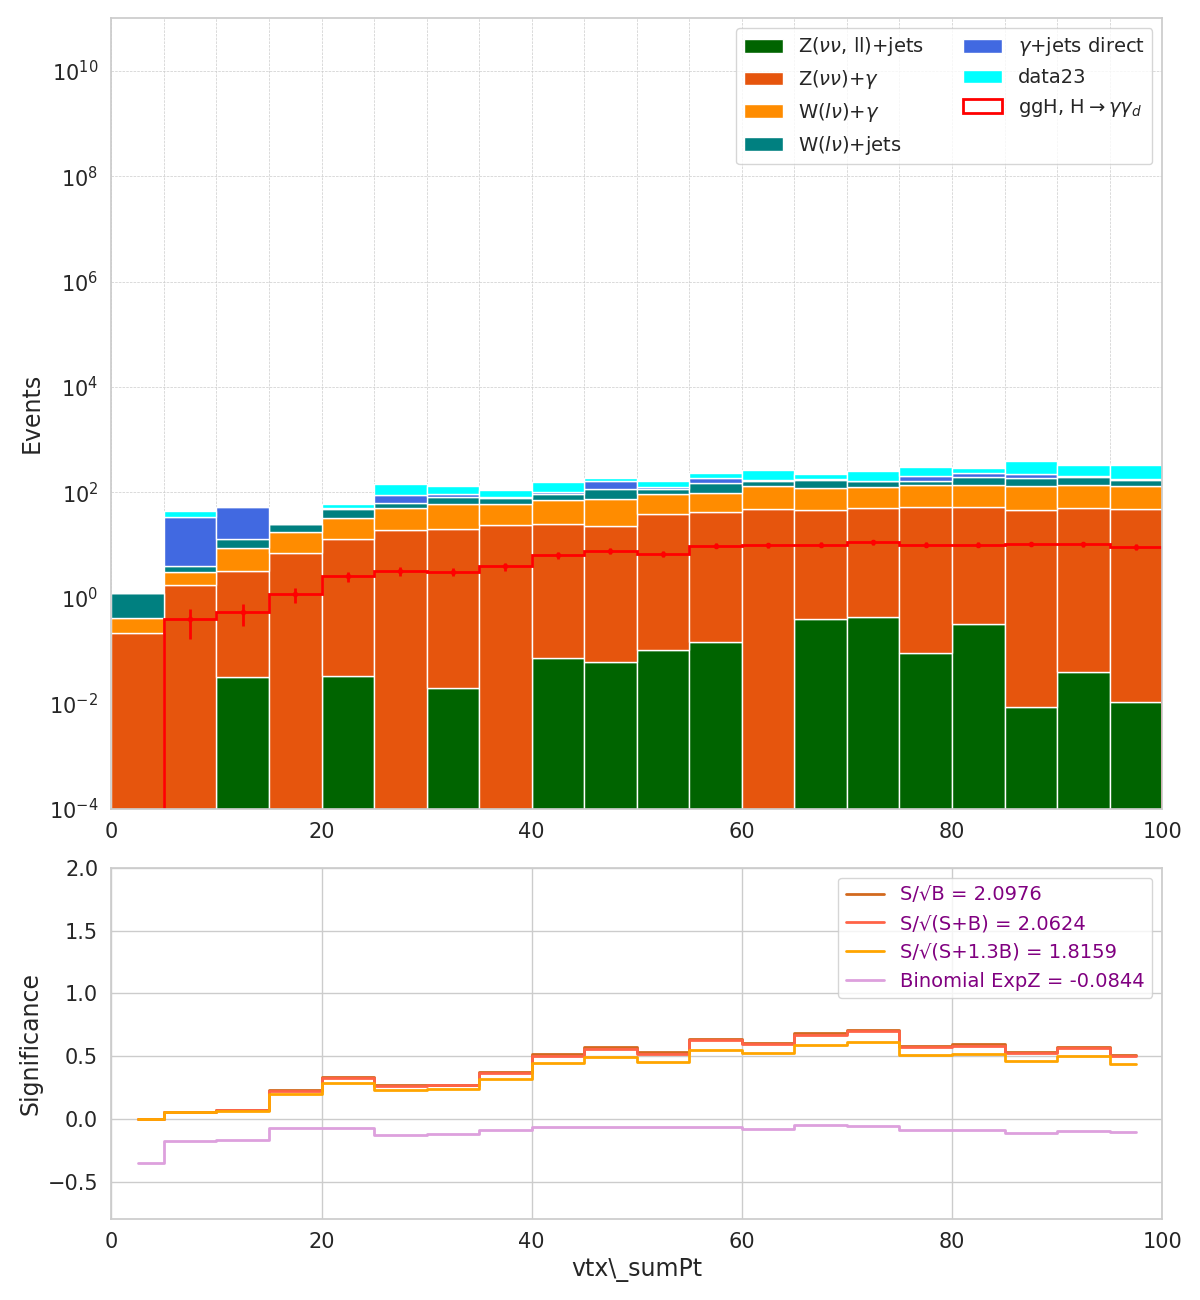 Z(νν, ll)+jets
Z(νν)+γ
W(lν)+γ
W(lν)+jets
γ+jets direct
data23
ggH, H→γγ_d
Events
10^10
10^8
10^6
10^4
10^2
10^0
10^−2
10^−4
0 20 40 60 80 100
S/√B = 2.0976
S/√(S+B) = 2.0624
S/√(S+1.3B) = 1.8159
Binomial ExpZ = -0.0844
Significance
2.0
1.5
1.0
0.5
0.0
−0.5
0 20 40 60 80 100
vtx\_sumPt